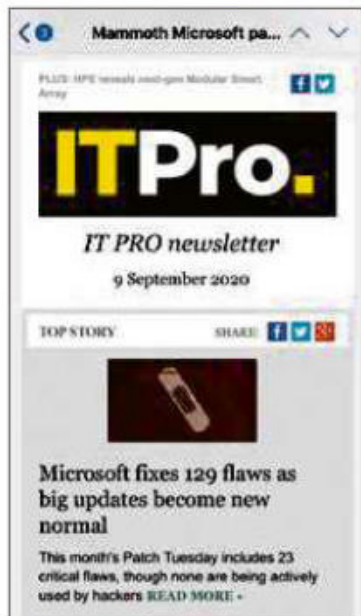 Mammoth Microsoft pa...
PLUS: HPE reveals next-gen Modular Smart
Array
ITPro.
IT PRO newsletter
9 September 2020
TOP STORY SHARE:
Microsoft fixes 129 flaws as
big updates become new
normal
This month's Patch Tuesday includes 23
critical flaws, though none are being actively
used by hackers READ MORE